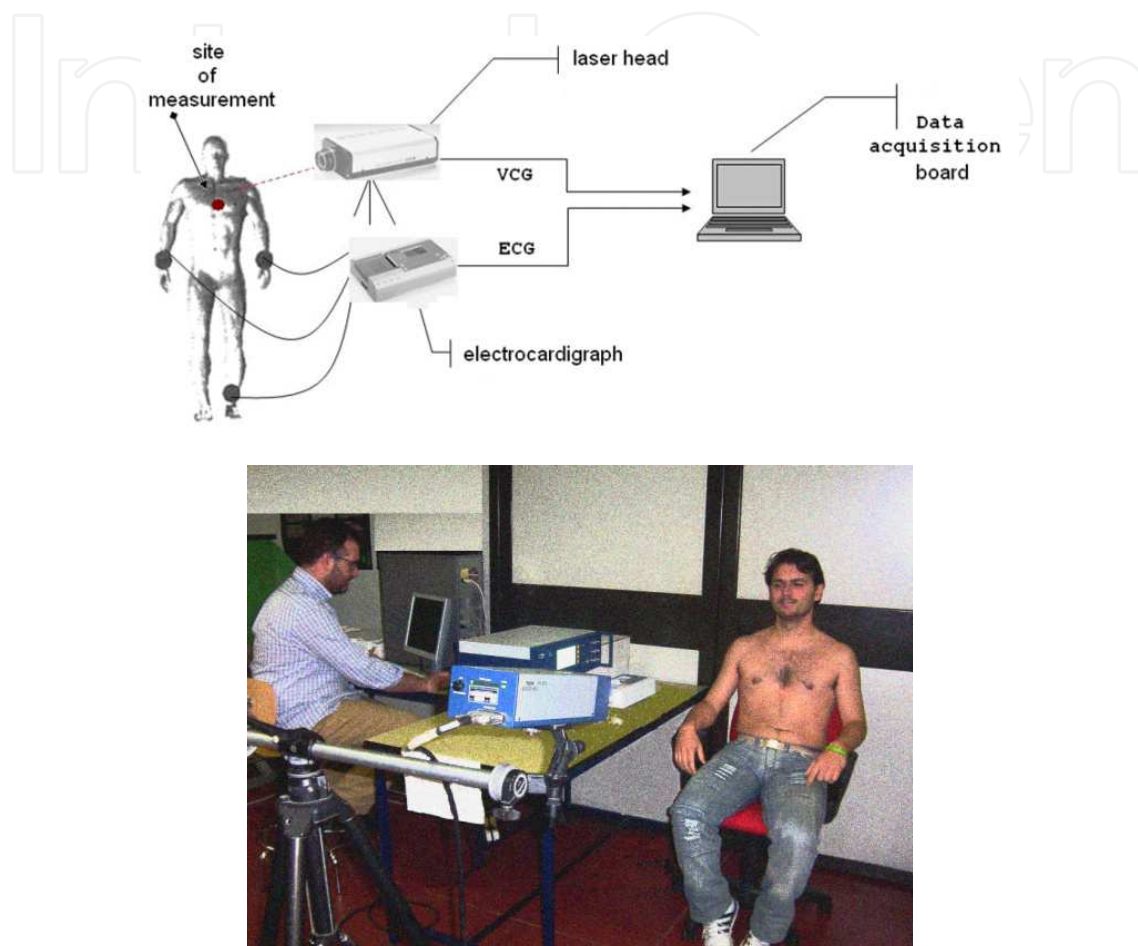 site
of
measurement
laser head
Data
acquisition
board
VCG
ECG
electrocardigraph